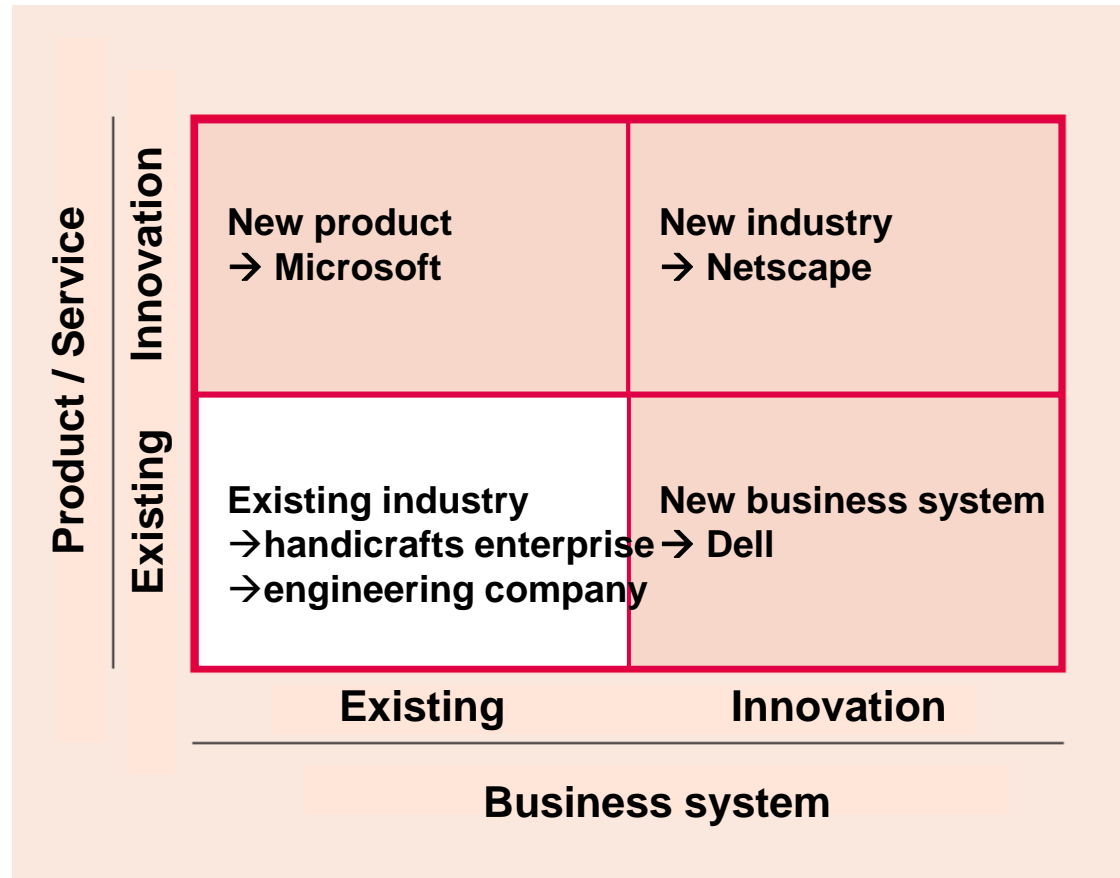 Product / Service
Innovation
Existing
New product
→ Microsoft
New industry
→ Netscape
Existing industry
→handicrafts enterprise
→engineering company
New business system
→ Dell
Existing
Innovation
Business system